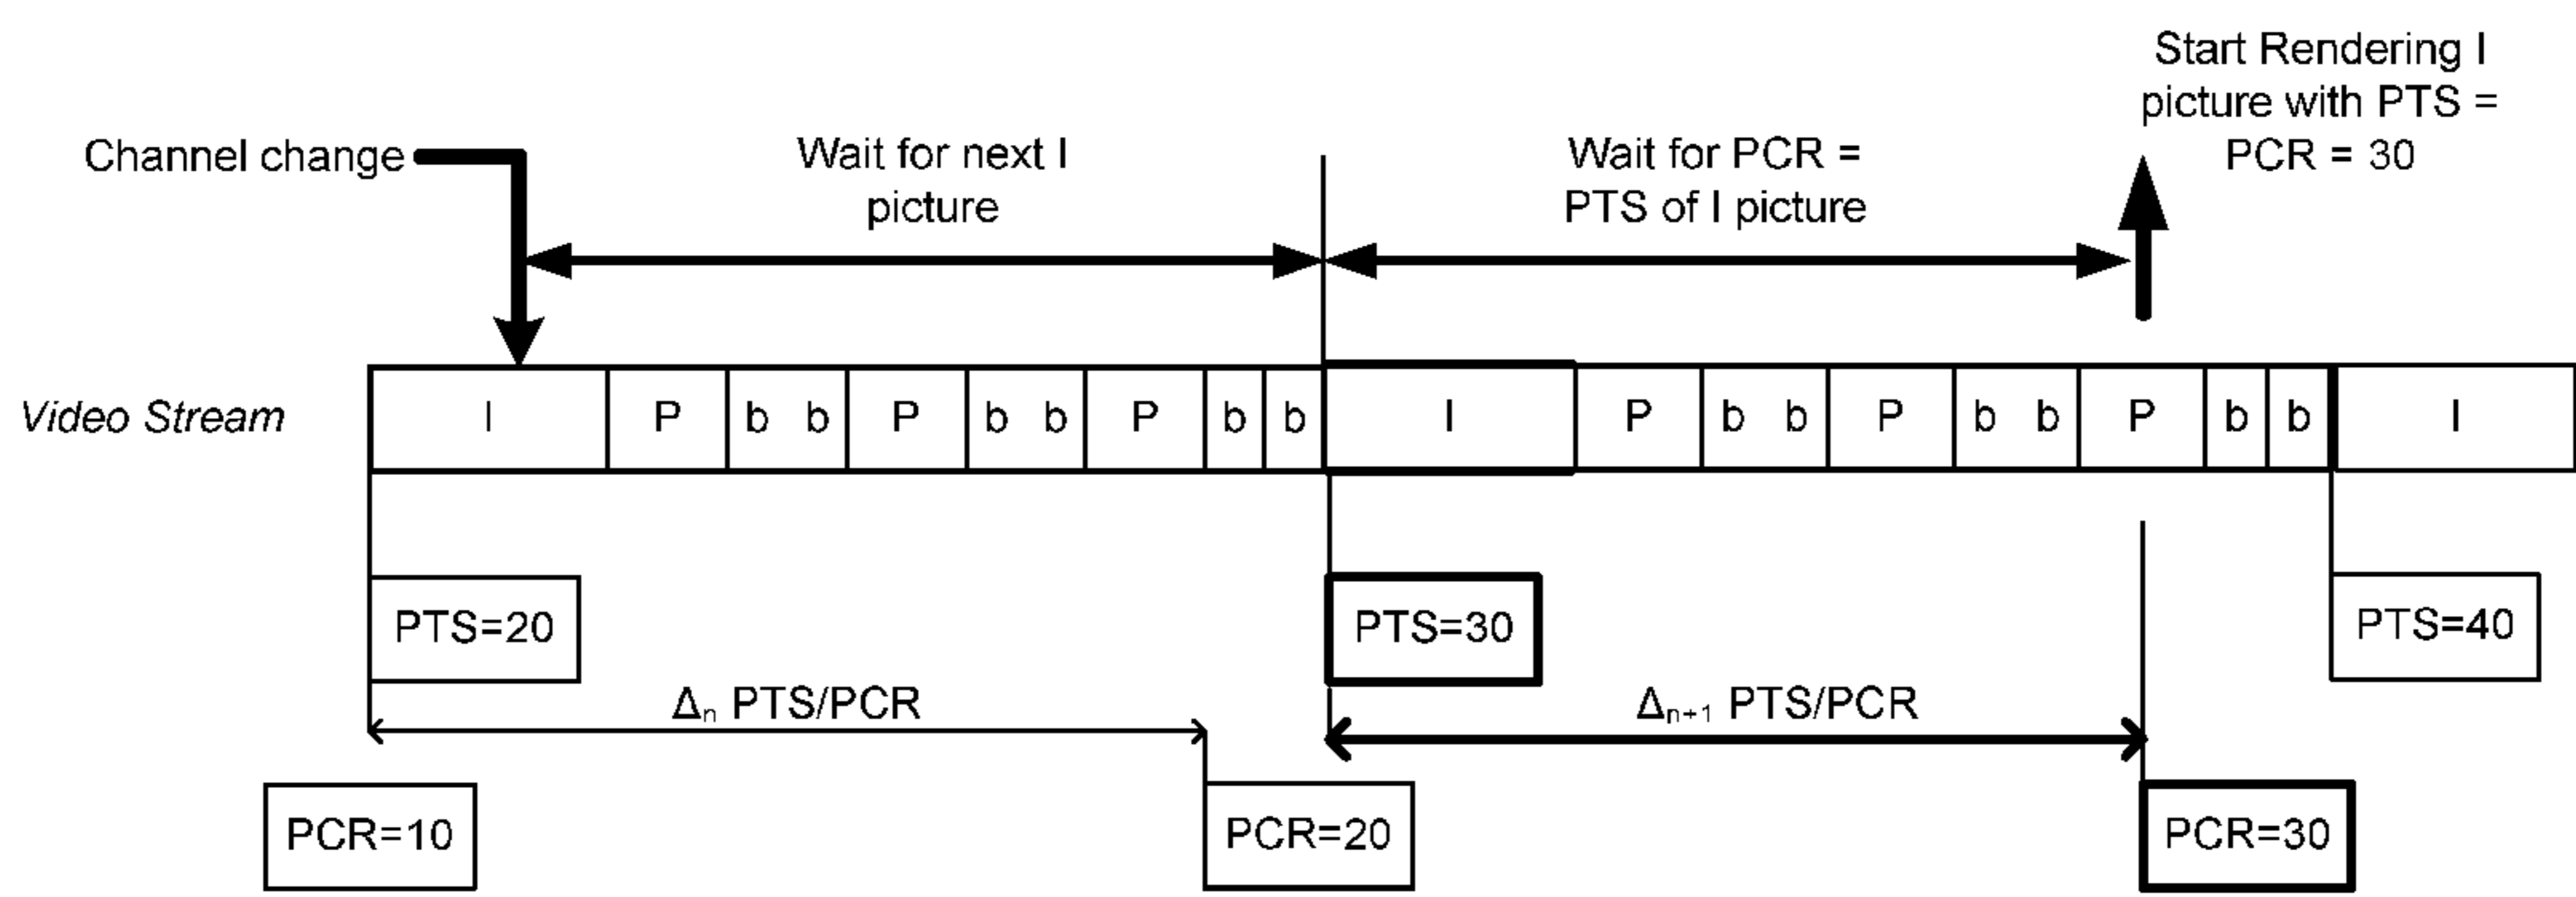 Start Rendering I
picture with PTS =
PCR = 30
Channel change
Wait for next I
picture
Wait for PCR =
PTS of I picture
Video Stream
I P b b P b b P b b I P b b P b b P b b I
PTS=20
PTS=30
PTS=40
Δn PTS/PCR
Δn+1 PTS/PCR
PCR=10
PCR=20
PCR=30